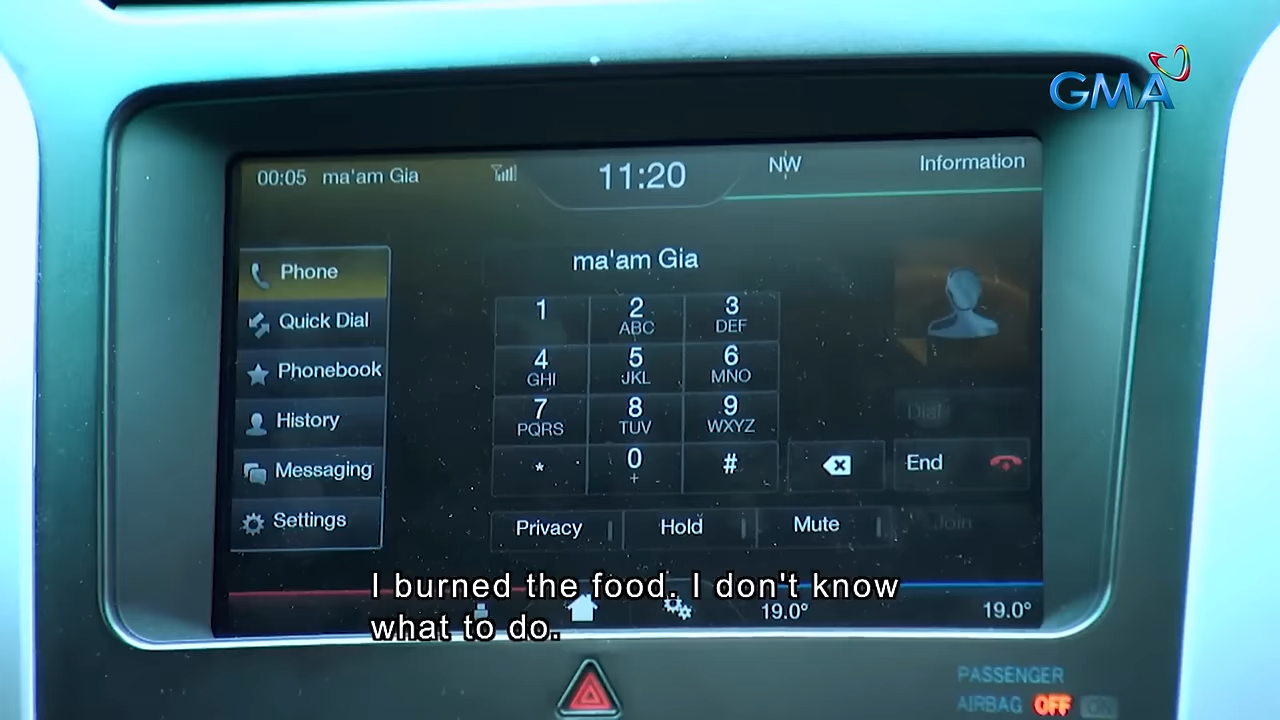 GMA
00:05 ma'am Gia
11:20
NW
Information
ma'am Gia
Phone
Quick Dial
Phonebook
History
Messaging
Settings
1
2
ABC
3
DEF
4
GHI
5
JKL
6
MNO
7
PQRS
8
TUV
9
WXYZ
*
0
+
#
Dial
End
Privacy
Hold
Mute
Join
I burned the food. I don't know
what to do.
19.0°
19.0°
PASSENGER
AIRBAG OFF ON